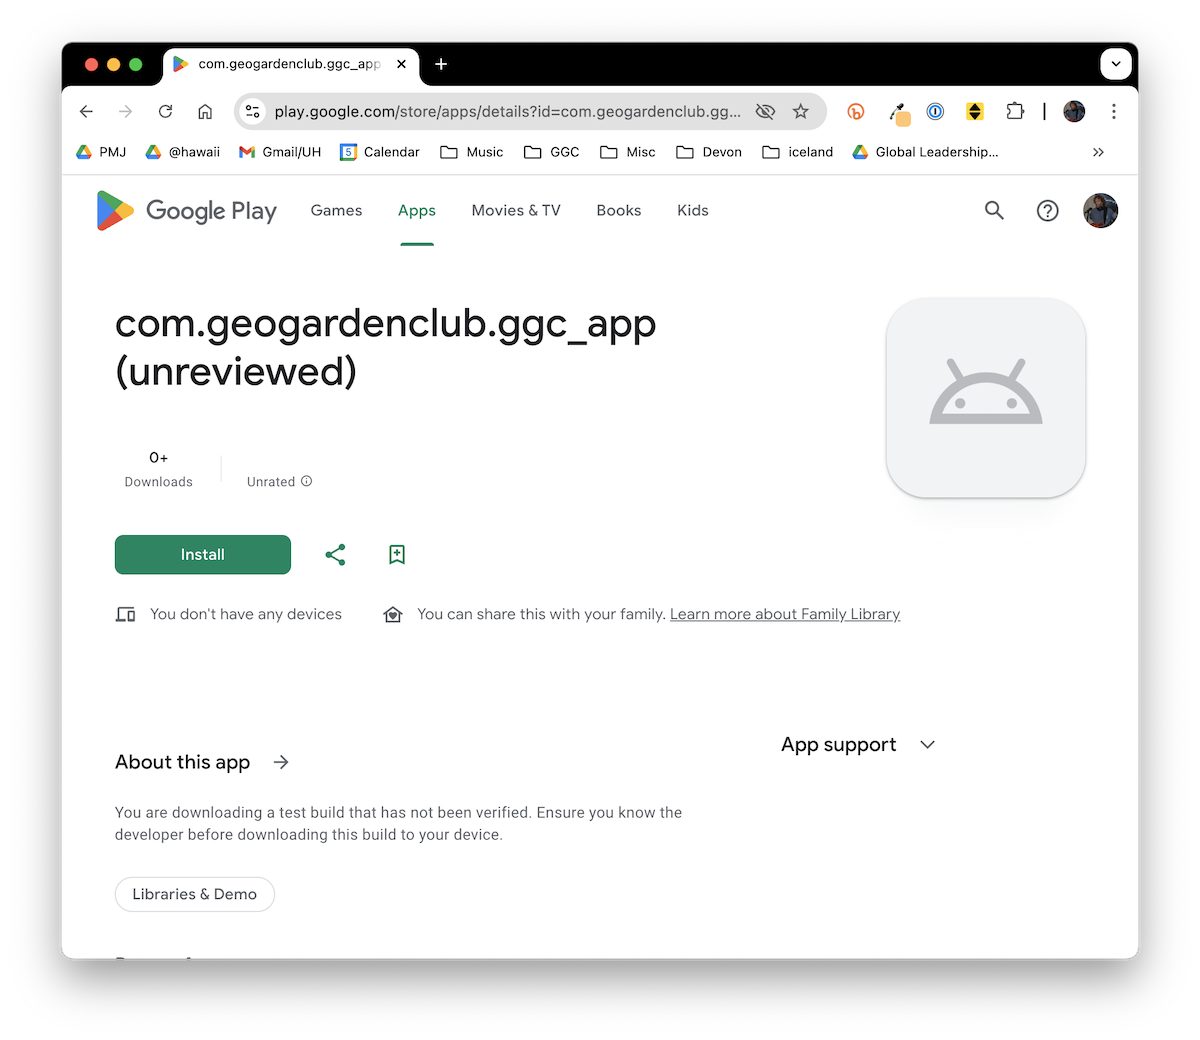 com.geogardenclub.ggc_app
play.google.com/store/apps/details?id=com.geogardenclub.gg...
PMJ @hawaii Gmail/UH 5 Calendar Music GGC Misc Devon iceland Global Leadership...
Google Play Games Apps Movies & TV Books Kids
com.geogardenclub.ggc_app
(unreviewed)
0+
Downloads Unrated
Install
You don't have any devices You can share this with your family. Learn more about Family Library
App support
About this app
You are downloading a test build that has not been verified. Ensure you know the
developer before downloading this build to your device.
Libraries & Demo